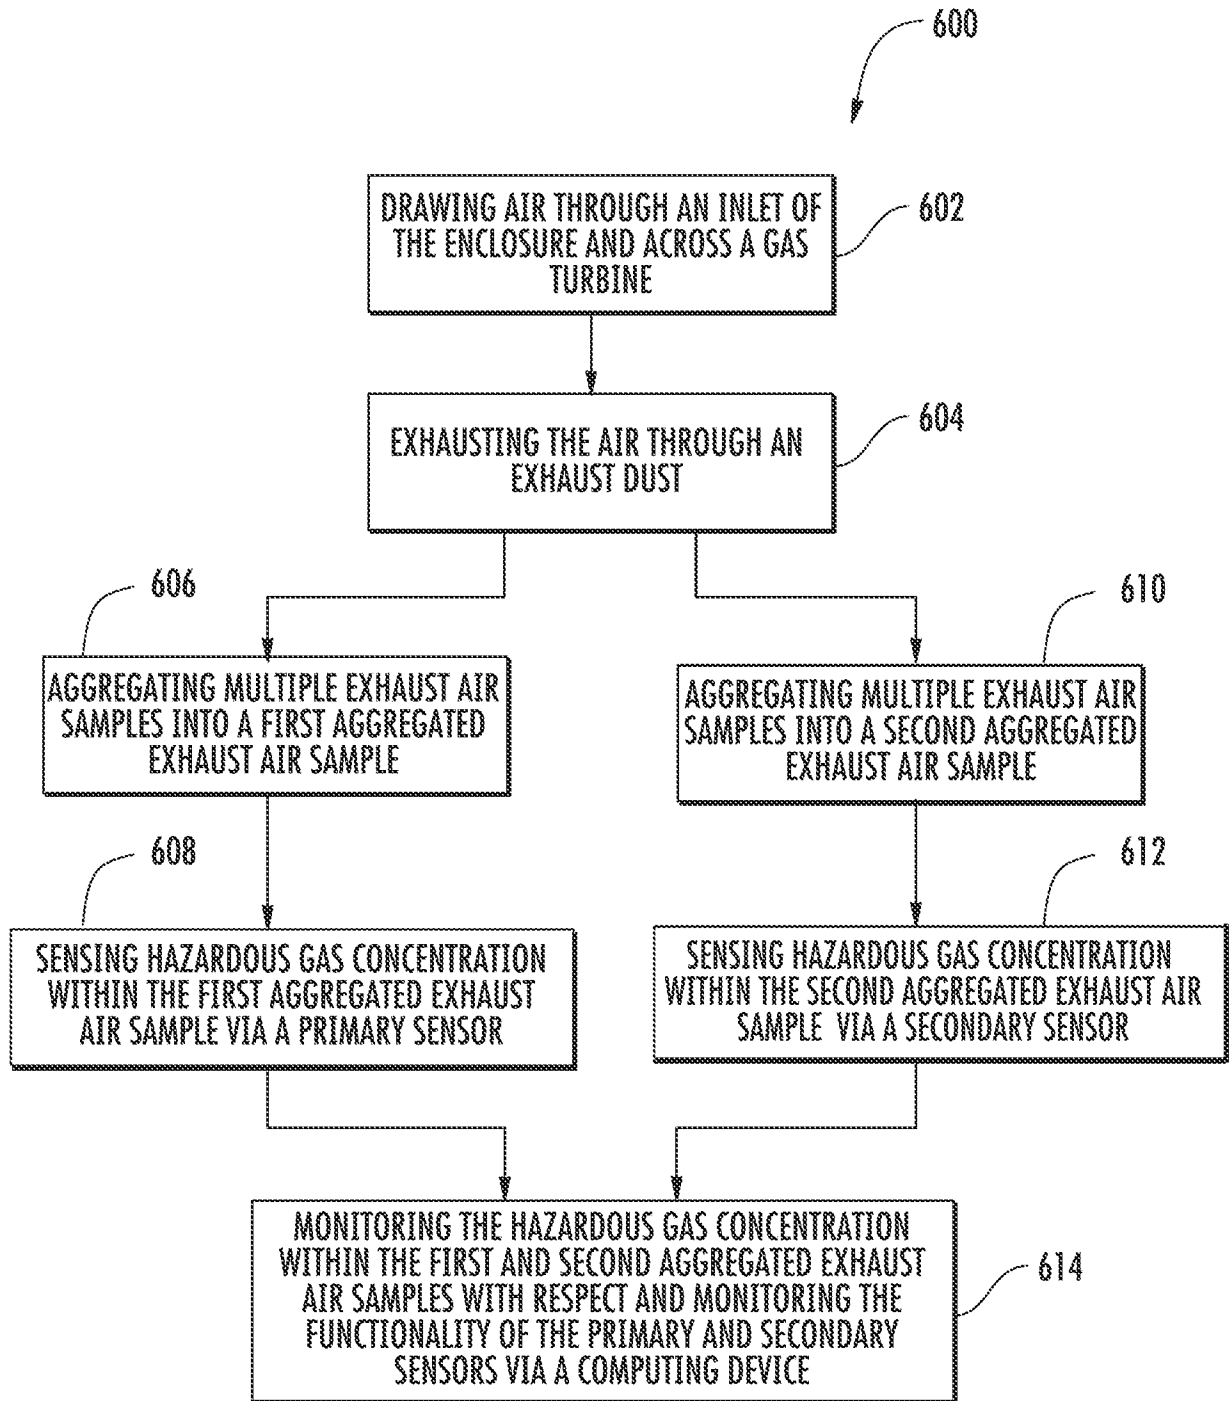 600
DRAWING AIR THROUGH AN INLET OF
THE ENCLOSURE AND ACROSS A GAS
TURBINE
602
EXHAUSTING THE AIR THROUGH AN
EXHAUST DUST
604
606
AGGREGATING MULTIPLE EXHAUST AIR
SAMPLES INTO A FIRST AGGREGATED
EXHAUST AIR SAMPLE
610
AGGREGATING MULTIPLE EXHAUST AIR
SAMPLES INTO A SECOND AGGREGATED
EXHAUST AIR SAMPLE
608
SENSING HAZARDOUS GAS CONCENTRATION
WITHIN THE FIRST AGGREGATED EXHAUST
AIR SAMPLE VIA A PRIMARY SENSOR
612
SENSING HAZARDOUS GAS CONCENTRATION
WITHIN THE SECOND AGGREGATED EXHAUST AIR
SAMPLE VIA A SECONDARY SENSOR
MONITORING THE HAZARDOUS GAS CONCENTRATION
WITHIN THE FIRST AND SECOND AGGREGATED EXHAUST
AIR SAMPLES WITH RESPECT AND MONITORING THE
FUNCTIONALITY OF THE PRIMARY AND SECONDARY
SENSORS VIA A COMPUTING DEVICE
614